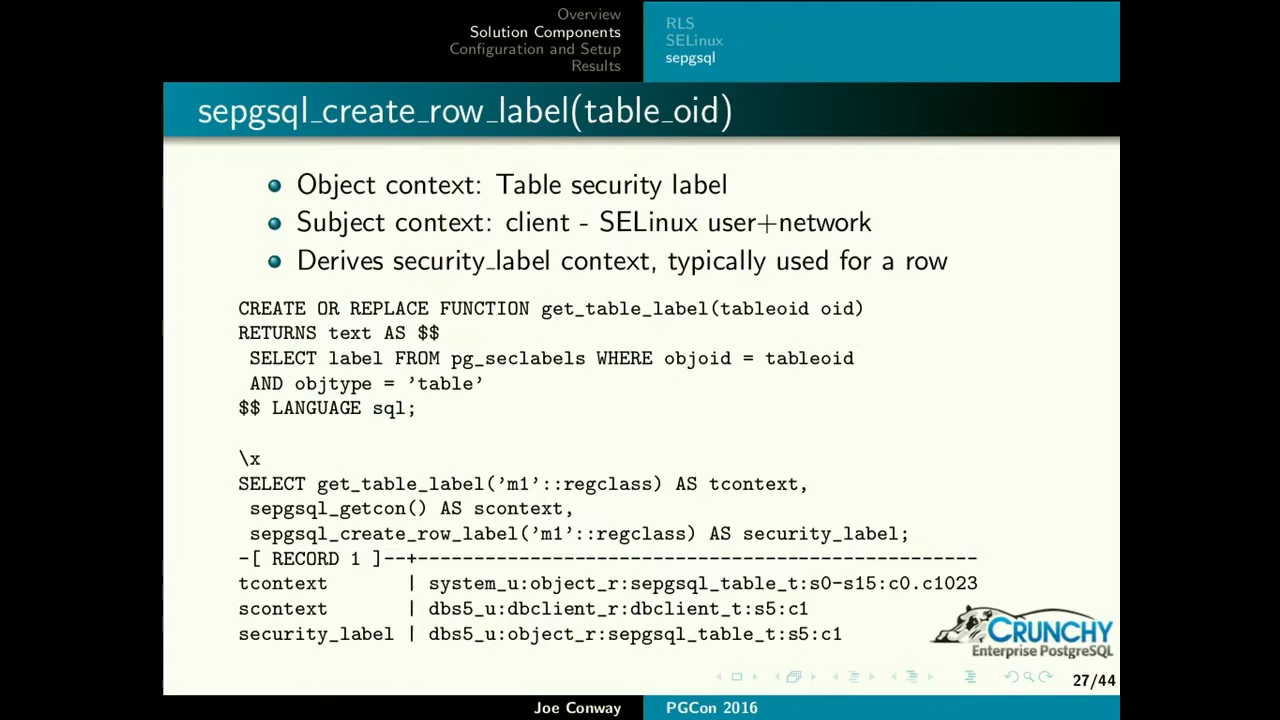 Overview
Solution Components
Configuration and Setup
Results
RLS
SELinux
sepgsql
sepgsql_create_row_label(table_oid)
Object context: Table security label
Subject context: client - SELinux user+network
Derives security_label context, typically used for a row
CREATE OR REPLACE FUNCTION get_table_label(tableoid oid)
RETURNS text AS $$
 SELECT label FROM pg_seclabels WHERE objoid = tableoid
 AND objtype = 'table'
$$ LANGUAGE sql;
\x
SELECT get_table_label('m1'::regclass) AS tcontext,
 sepgsql_getcon() AS scontext,
 sepgsql_create_row_label('m1'::regclass) AS security_label;
-[ RECORD 1 ]--+--------------------------------------------------
tcontext       | system_u:object_r:sepgsql_table_t:s0-s15:c0.c1023
scontext       | dbs5_u:dbclient_r:dbclient_t:s5:c1
security_label | dbs5_u:object_r:sepgsql_table_t:s5:c1
CRUNCHY
Enterprise PostgreSQL
27/44
Joe Conway
PGCon 2016